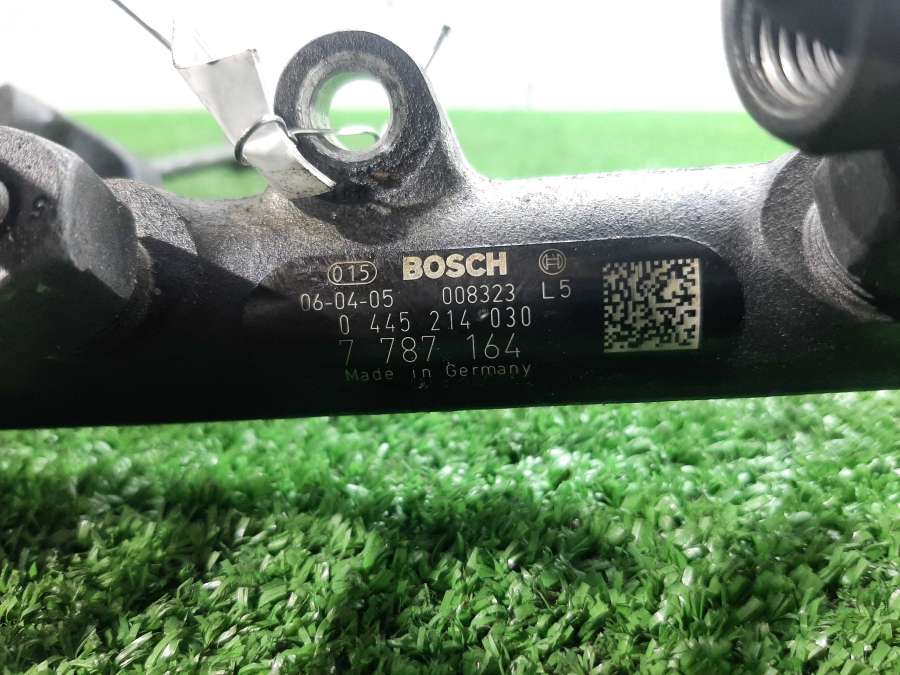 015 BOSCH
06-04-05 008323 L5
0 445 214 030
7 787 164
Made in Germany